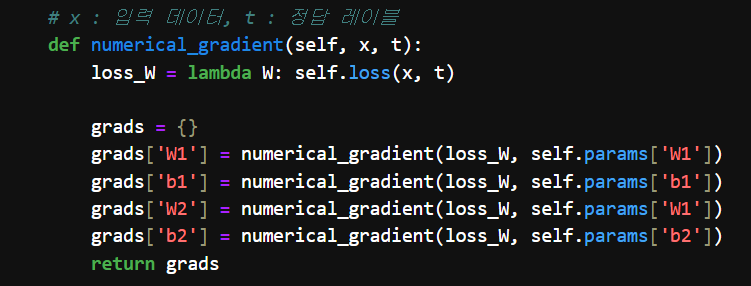 # x : 입력 데이터, t : 정답 레이블
def numerical_gradient(self, x, t):
loss_W = lambda W: self.loss(x, t)
grads = {}
grads['W1'] = numerical_gradient(loss_W, self.params['W1'])
grads['b1'] = numerical_gradient(loss_W, self.params['b1'])
grads['W2'] = numerical_gradient(loss_W, self.params['W1'])
grads['b2'] = numerical_gradient(loss_W, self.params['b2'])
return grads